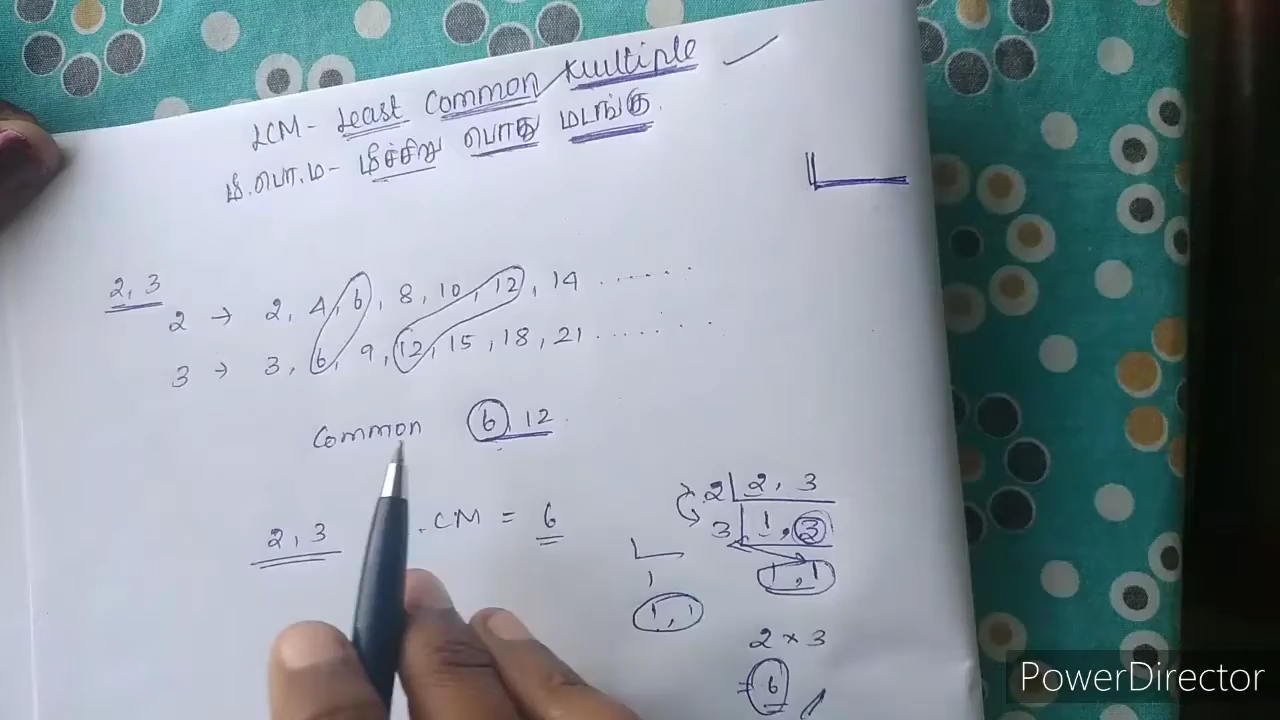 LCM - Least Common Multiple
மீ.பொ.ம - மீச்சிறு பொது மடங்கு.
2, 3
2 → 2, 4, 6, 8, 10, 12, 14 ......
3 → 3, 6, 9, 12, 15, 18, 21 .......
Common 6, 12.
2 2, 3
3 1, 3
1, 1
2, 3 .CM = 6
1
1, 1
2 × 3
= 6
PowerDirector